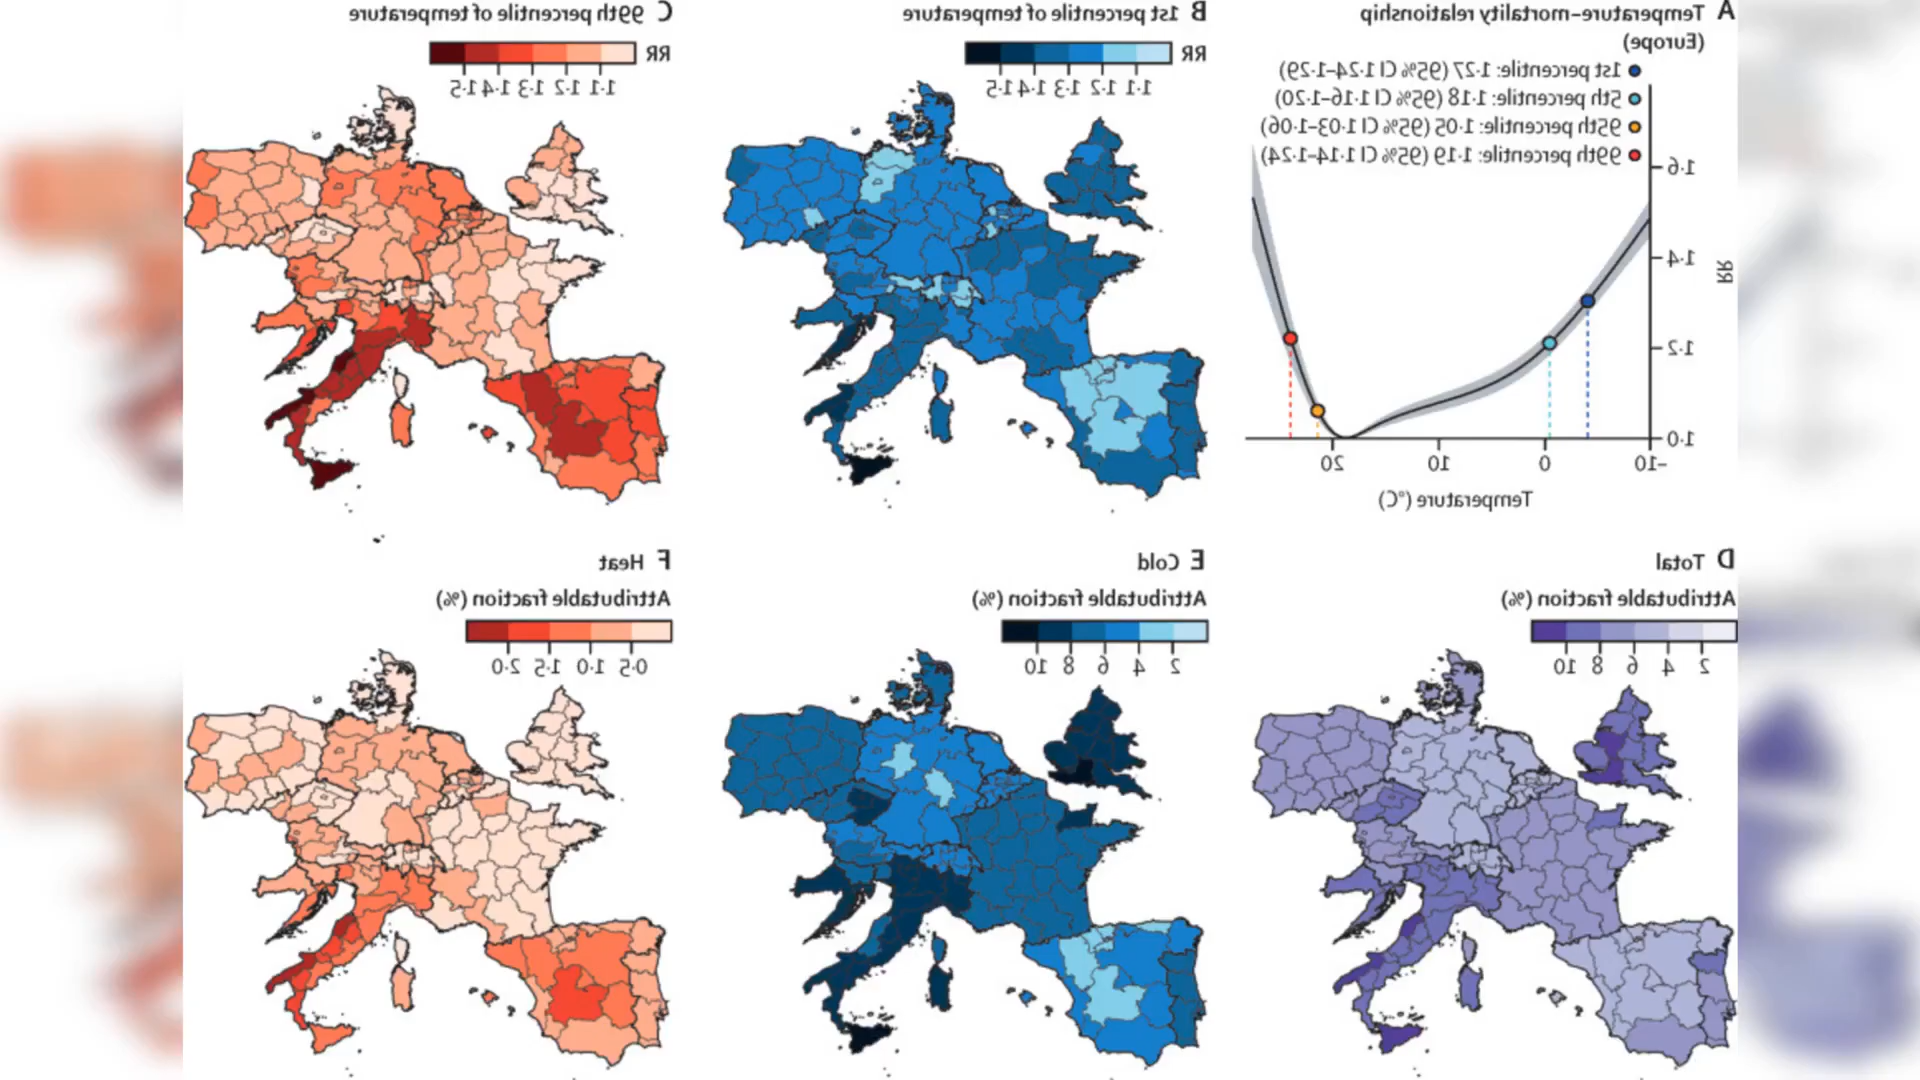 A Temperature–mortality relationship
(Europe)
1st percentile: 1·27 (95% CI 1·24–1·29)
5th percentile: 1·18 (95% CI 1·16–1·20)
95th percentile: 1·05 (95% CI 1·03–1·06)
99th percentile: 1·19 (95% CI 1·14–1·24)
RR
1·6
1·4
1·2
1·0
–10 0 10 20
Temperature (°C)
B 1st percentile of temperature
RR
1·1 1·2 1·3 1·4 1·5
C 99th percentile of temperature
RR
1·1 1·2 1·3 1·4 1·5
D Total
Attributable fraction (%)
2 4 6 8 10
E Cold
Attributable fraction (%)
2 4 6 8 10
F Heat
Attributable fraction (%)
0·5 1·0 1·5 2·0